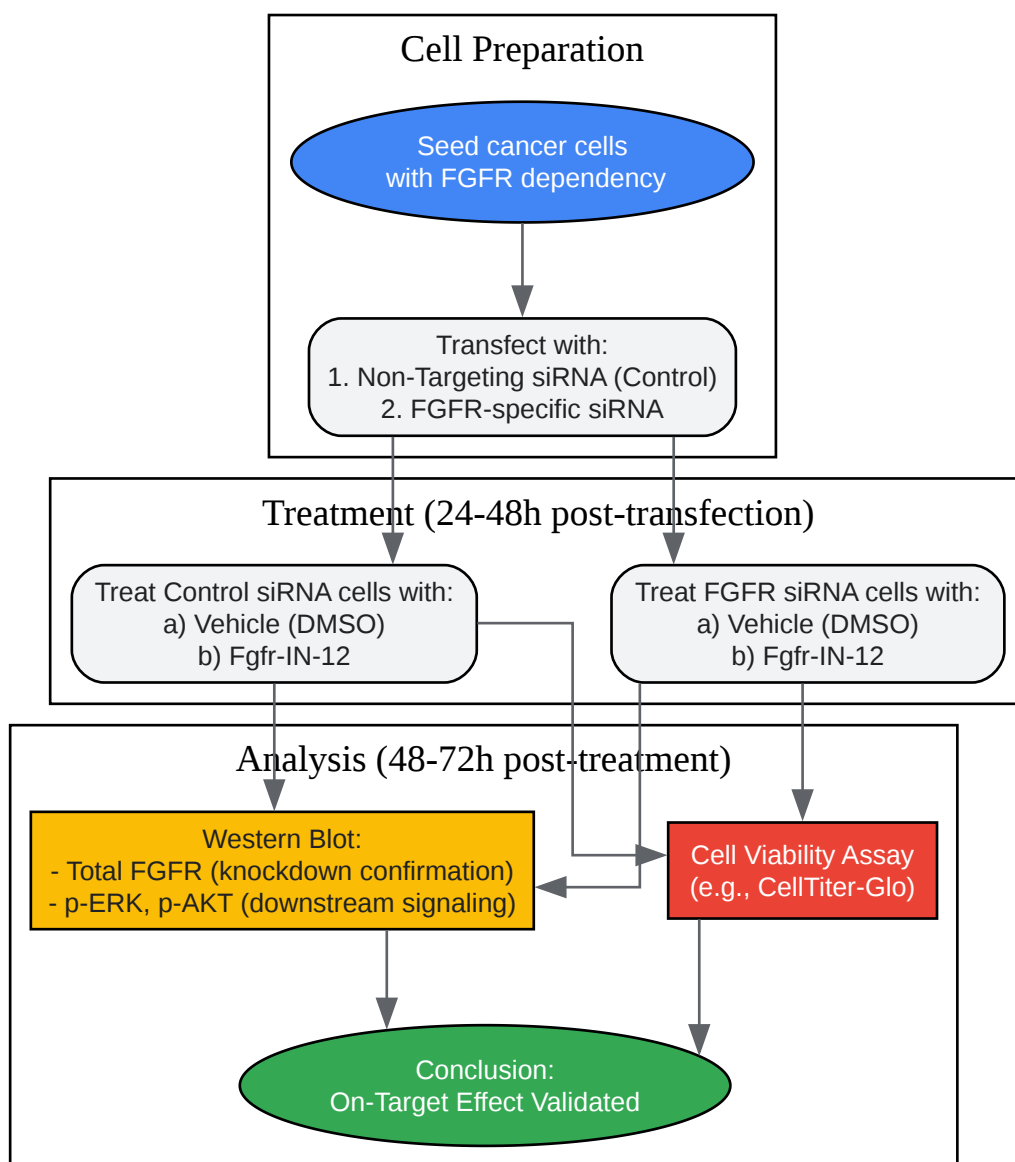 Cell Preparation
Seed cancer cells
with FGFR dependency
Transfect with:
1. Non-Targeting siRNA (Control)
2. FGFR-specific siRNA
Treatment (24-48h post-transfection)
Treat Control siRNA cells with:
a) Vehicle (DMSO)
b) Fgfr-IN-12
Treat FGFR siRNA cells with:
a) Vehicle (DMSO)
b) Fgfr-IN-12
Analysis (48-72h post-treatment)
Western Blot:
- Total FGFR (knockdown confirmation)
- p-ERK, p-AKT (downstream signaling)
Cell Viability Assay
(e.g., CellTiter-Glo)
Conclusion:
On-Target Effect Validated